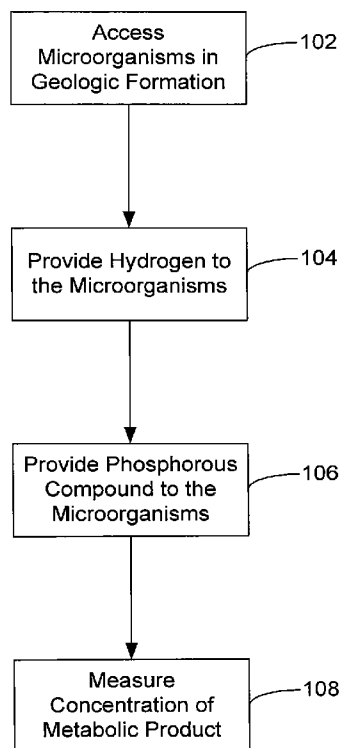 Access
Microorganisms in
Geologic Formation
102
Provide Hydrogen to
the Microorganisms
104
Provide Phosphorous
Compound to the
Microorganisms
106
Measure
Concentration of
Metabolic Product
108